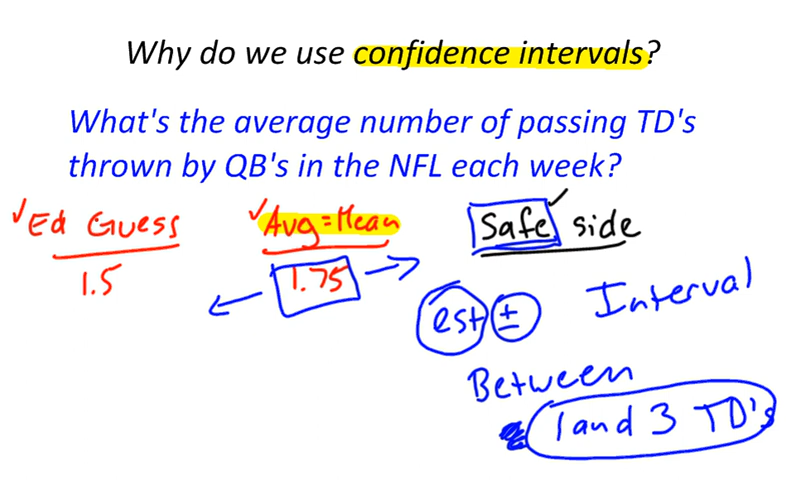 Why do we use confidence intervals?
What's the average number of passing TD's
thrown by QB's in the NFL each week?
Ed Guess
1.5
Avg = Mean
1.75
Safe side
est ±
Interval
Between
1 and 3 TD's